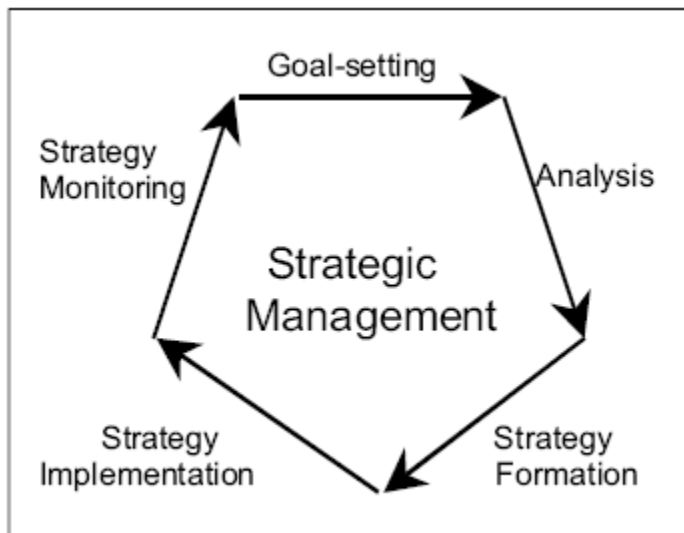 Goal-setting
Strategy
Monitoring
Analysis
Strategic
Management
Strategy
Implementation
Strategy
Formation